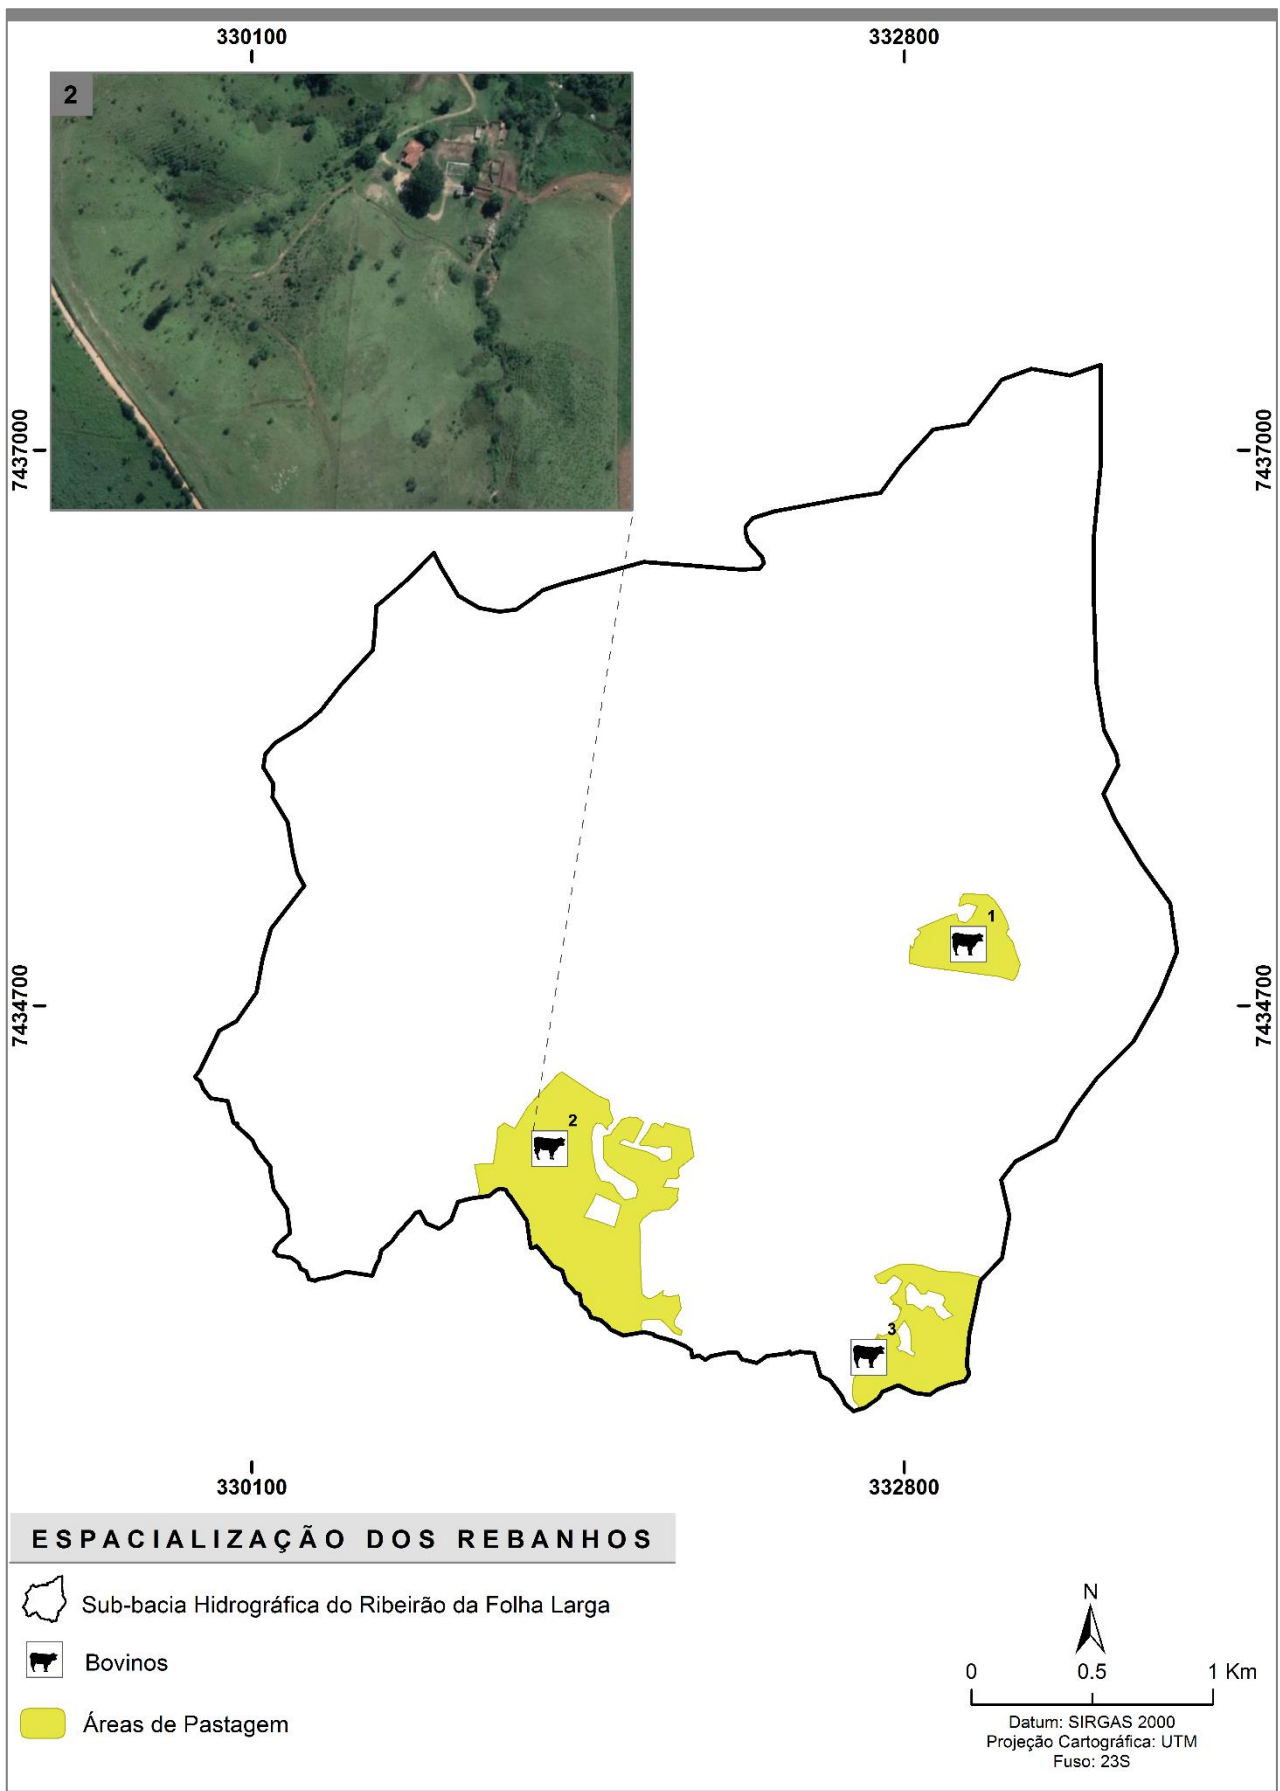 330100 332800
2
7437000 7437000
7434700 7434700
1
2
3
330100 332800
ESPACIALIZAÇÃO DOS REBANHOS
Sub-bacia Hidrográfica do Ribeirão da Folha Larga
Bovinos
Áreas de Pastagem
N
0 0.5 1 Km
Datum: SIRGAS 2000
Projeção Cartográfica: UTM
Fuso: 23S